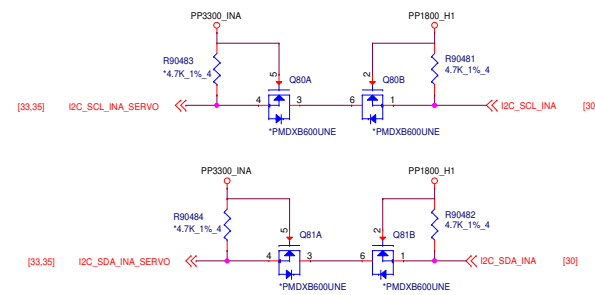 PP3300_INA
PP1800_H1
R90483
*4.7K_1%_4
5
Q80A
2
Q80B
R90481
4.7K_1%_4
[33,35]
I2C_SCL_INA_SERVO
4
3
6
1
I2C_SCL_INA
[30
*PMDXB600UNE
*PMDXB600UNE
PP3300_INA
PP1800_H1
R90484
*4.7K_1%_4
5
Q81A
2
Q81B
R90482
4.7K_1%_4
[33,35]
I2C_SDA_INA_SERVO
4
3
6
1
I2C_SDA_INA
[30]
*PMDXB600UNE
*PMDXB600UNE